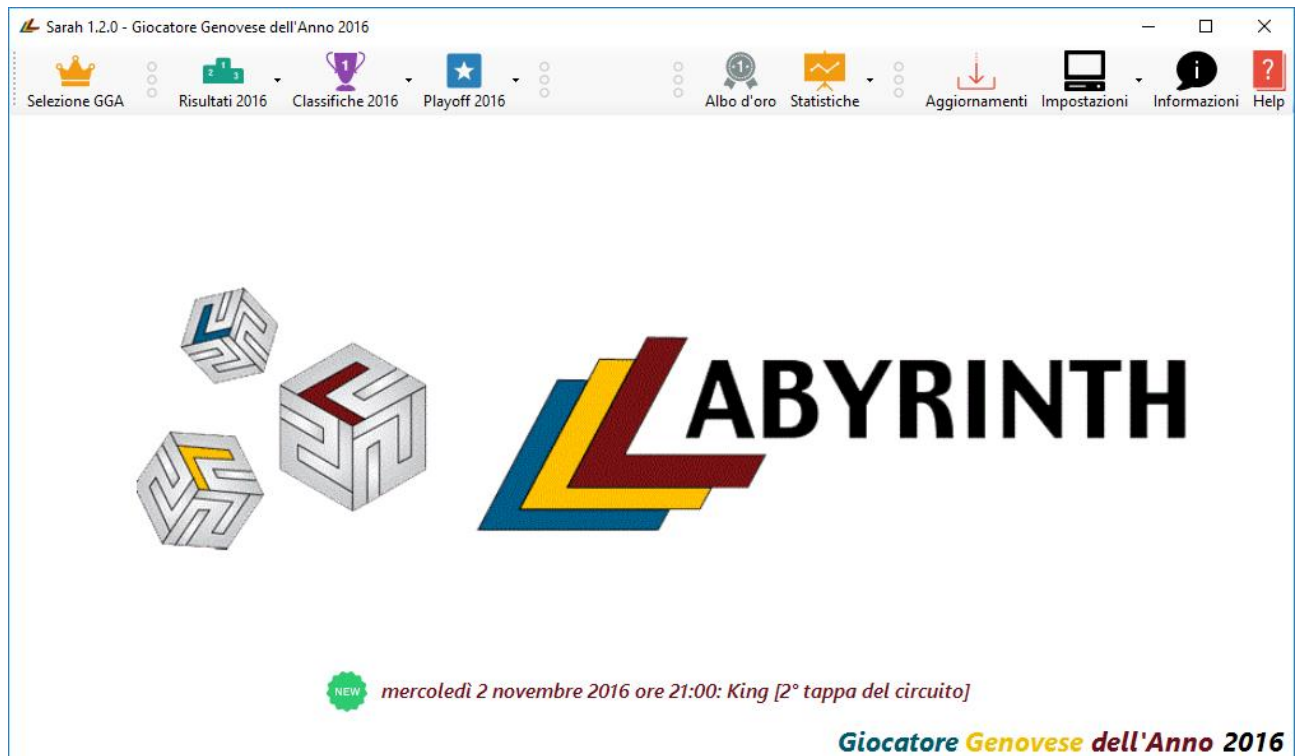 Sarah 1.2.0 - Giocatore Genovese dell'Anno 2016
Selezione GGA
Risultati 2016
Classifiche 2016
Playoff 2016
Albo d'oro
Statistiche
Aggiornamenti
Impostazioni
Informazioni
Help
LABYRINTH
NEW mercoledì 2 novembre 2016 ore 21:00: King [2° tappa del circuito]
Giocatore Genovese dell'Anno 2016